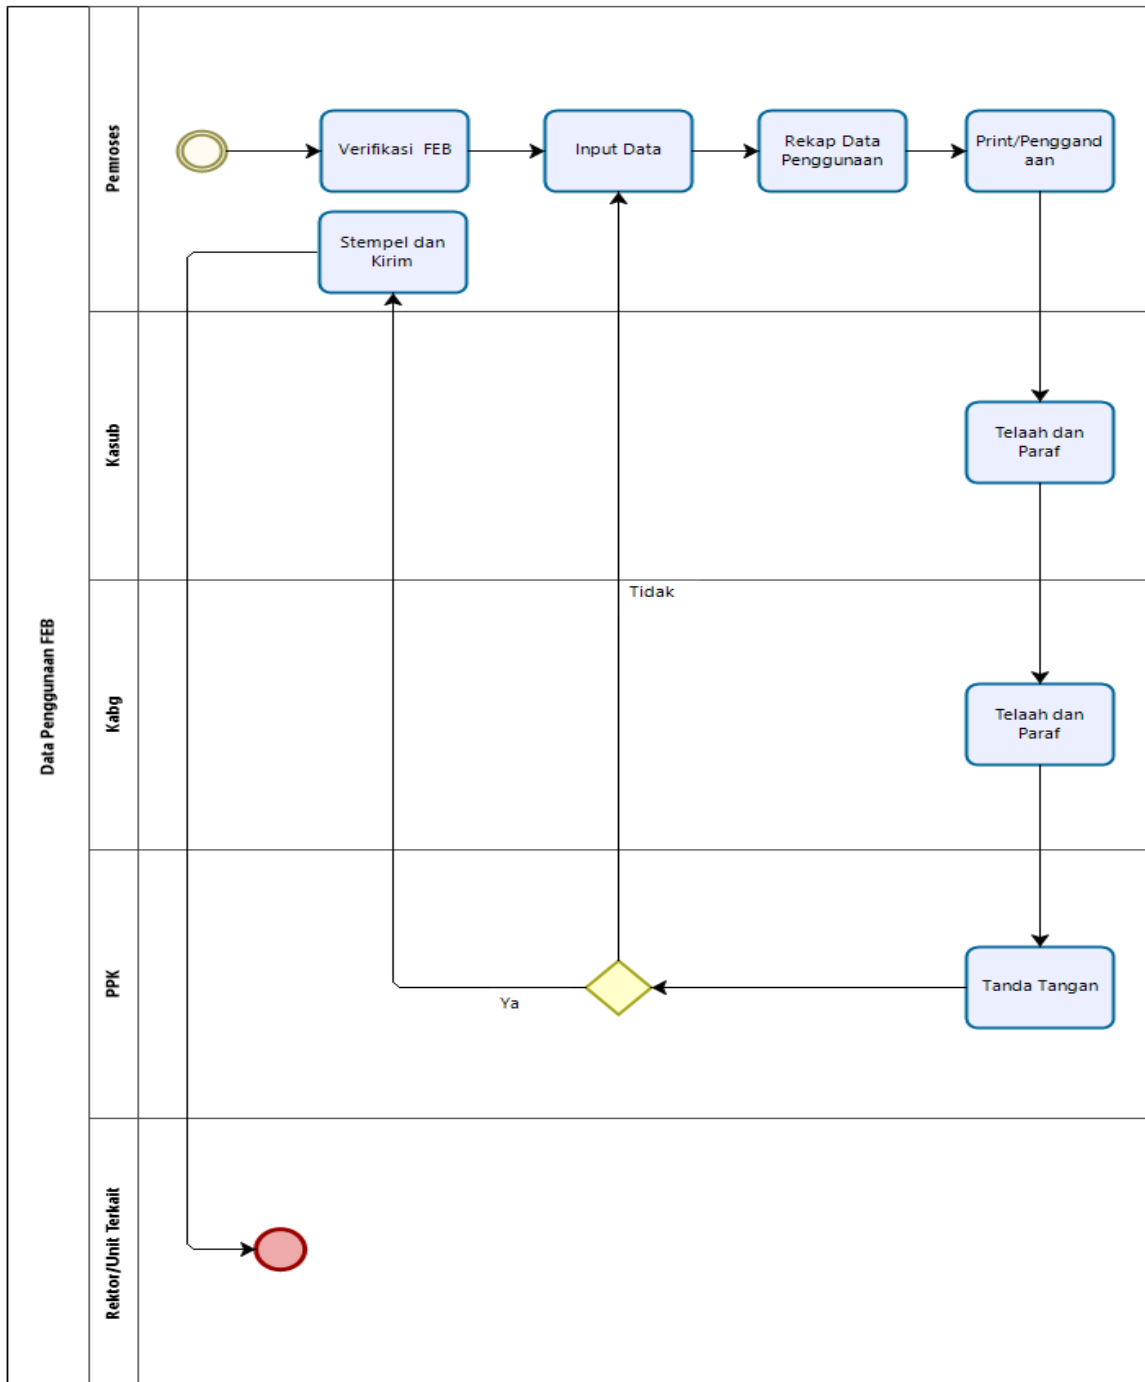 Data Penggunaan FEB
Pemroses
Verifikasi FEB
Input Data
Rekap Data
Penggunaan
Print/Penggand
aan
Stempel dan
Kirim
Kasub
Telaah dan
Paraf
Tidak
Kabg
Telaah dan
Paraf
PPK
Ya
Tanda Tangan
Rektor/Unit Terkait